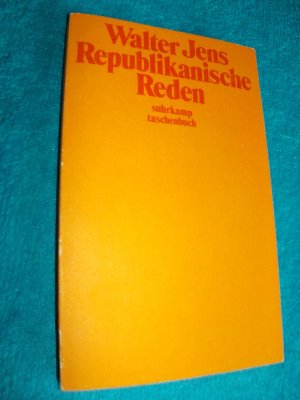 Walter Jens
Republikanische
Reden
suhrkamp
taschenbuch